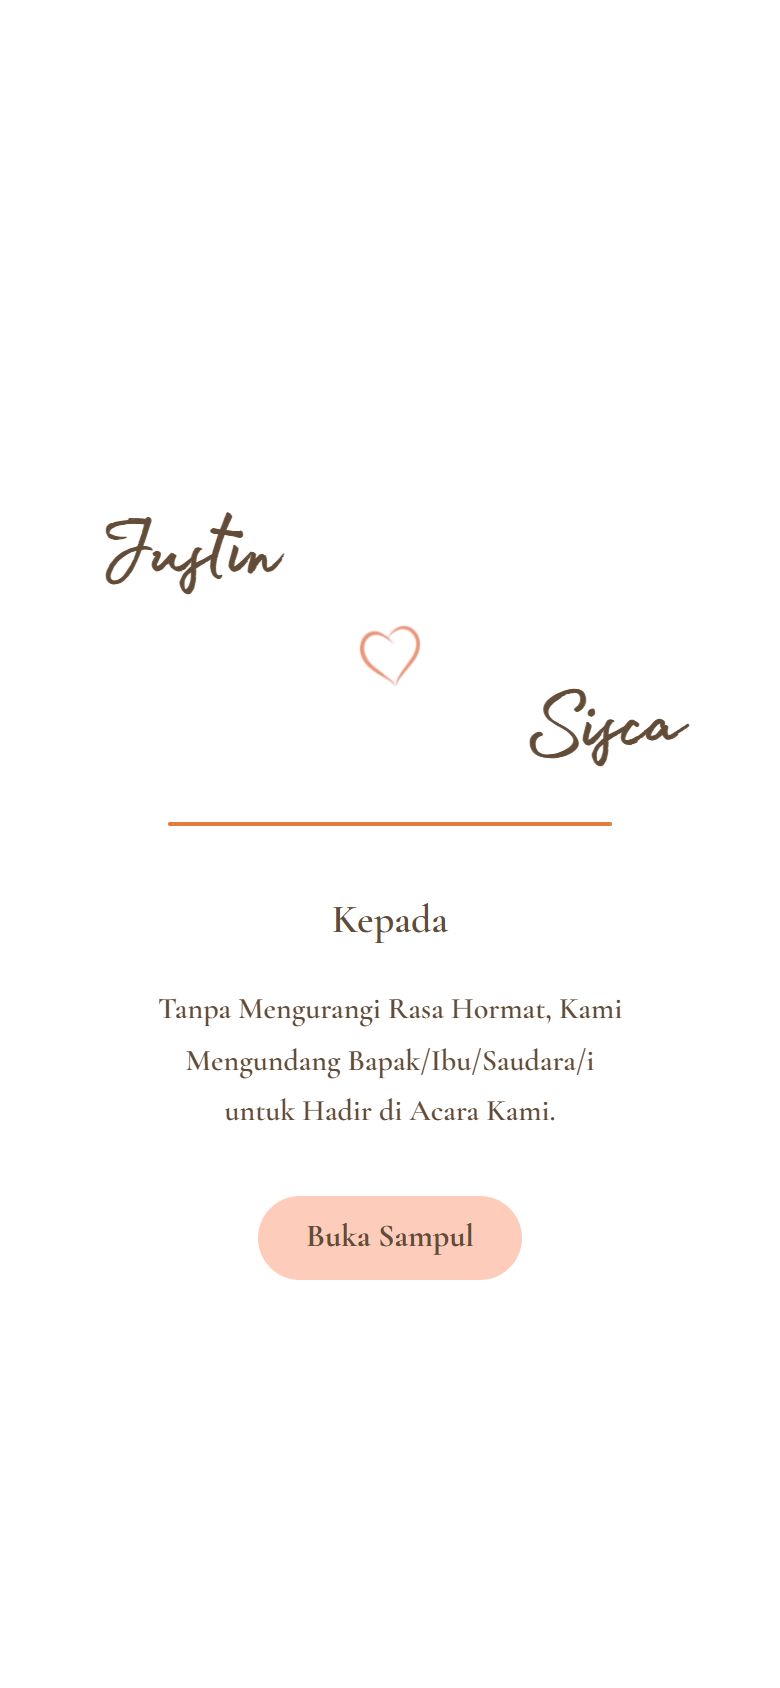 Justin
Sisca
Kepada
Tanpa Mengurangi Rasa Hormat, Kami
Mengundang Bapak/Ibu/Saudara/i
untuk Hadir di Acara Kami.
Buka Sampul